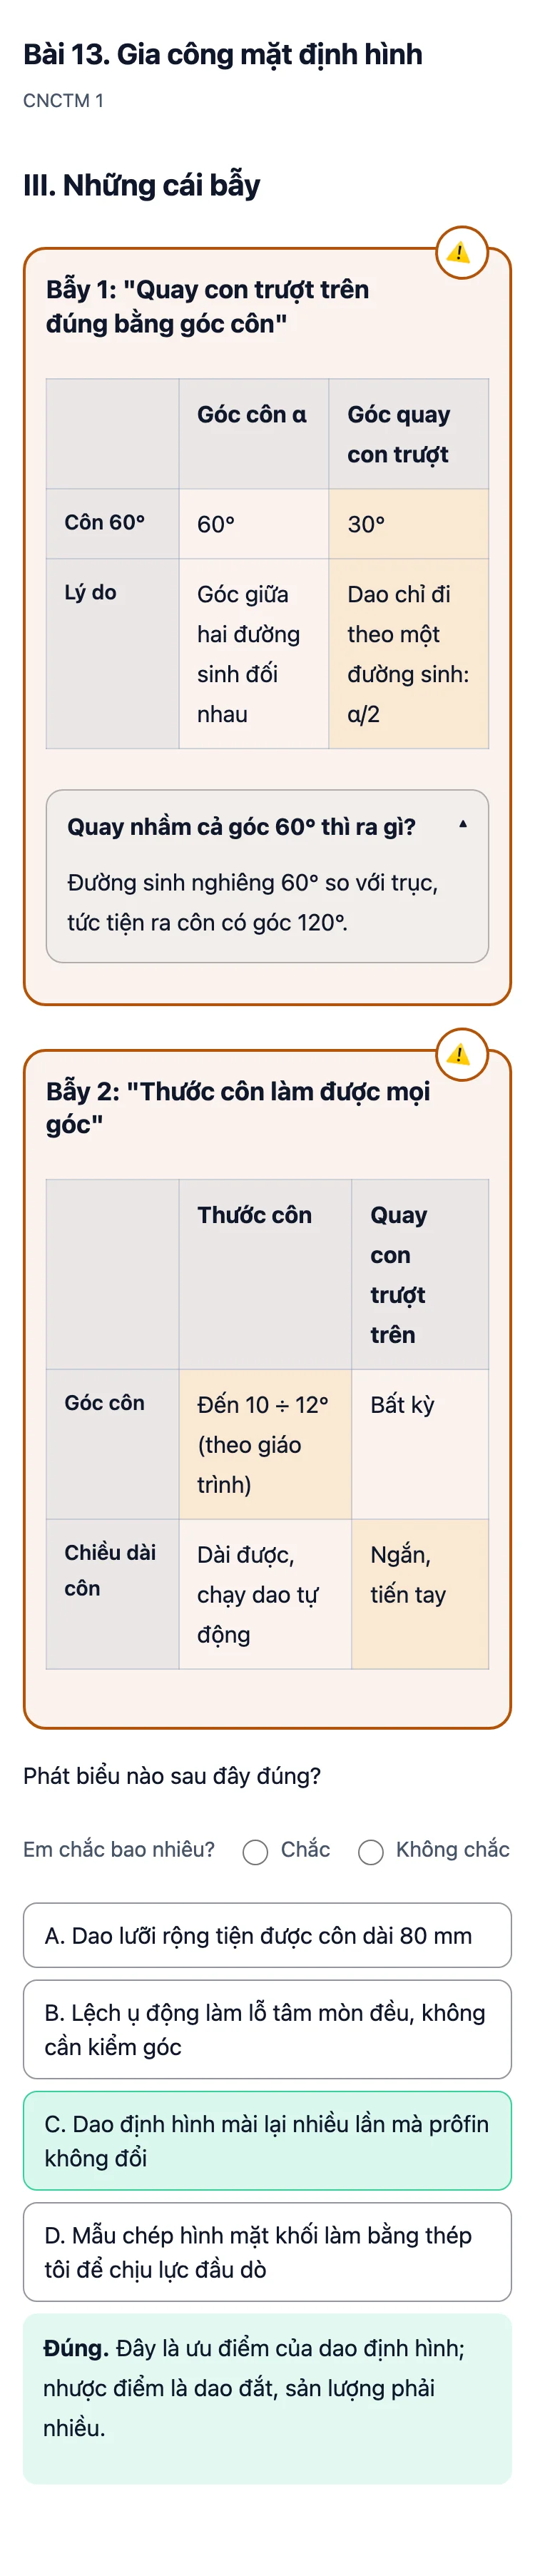 Bài 13. Gia công mặt định hình
CNCTM 1
III. Những cái bẫy
⚠️
Bẫy 1: "Quay con trượt trên
đúng bằng góc côn"
Góc côn α
Góc quay
con trượt
Côn 60°
60°
30°
Lý do
Góc giữa
hai đường
sinh đối
nhau
Dao chỉ đi
theo một
đường sinh:
α/2
Quay nhầm cả góc 60° thì ra gì? ▲
Đường sinh nghiêng 60° so với trục,
tức tiện ra côn có góc 120°.
⚠️
Bẫy 2: "Thước côn làm được mọi
góc"
Thước côn
Quay
con
trượt
trên
Góc côn
Đến 10 ÷ 12°
(theo giáo
trình)
Bất kỳ
Chiều dài
côn
Dài được,
chạy dao tự
động
Ngắn,
tiến tay
Phát biểu nào sau đây đúng?
Em chắc bao nhiêu? Chắc Không chắc
A. Dao lưỡi rộng tiện được côn dài 80 mm
B. Lệch ụ động làm lỗ tâm mòn đều, không
cần kiểm góc
C. Dao định hình mài lại nhiều lần mà prôfin
không đổi
D. Mẫu chép hình mặt khối làm bằng thép
tôi để chịu lực đầu dò
Đúng. Đây là ưu điểm của dao định hình;
nhược điểm là dao đắt, sản lượng phải
nhiều.